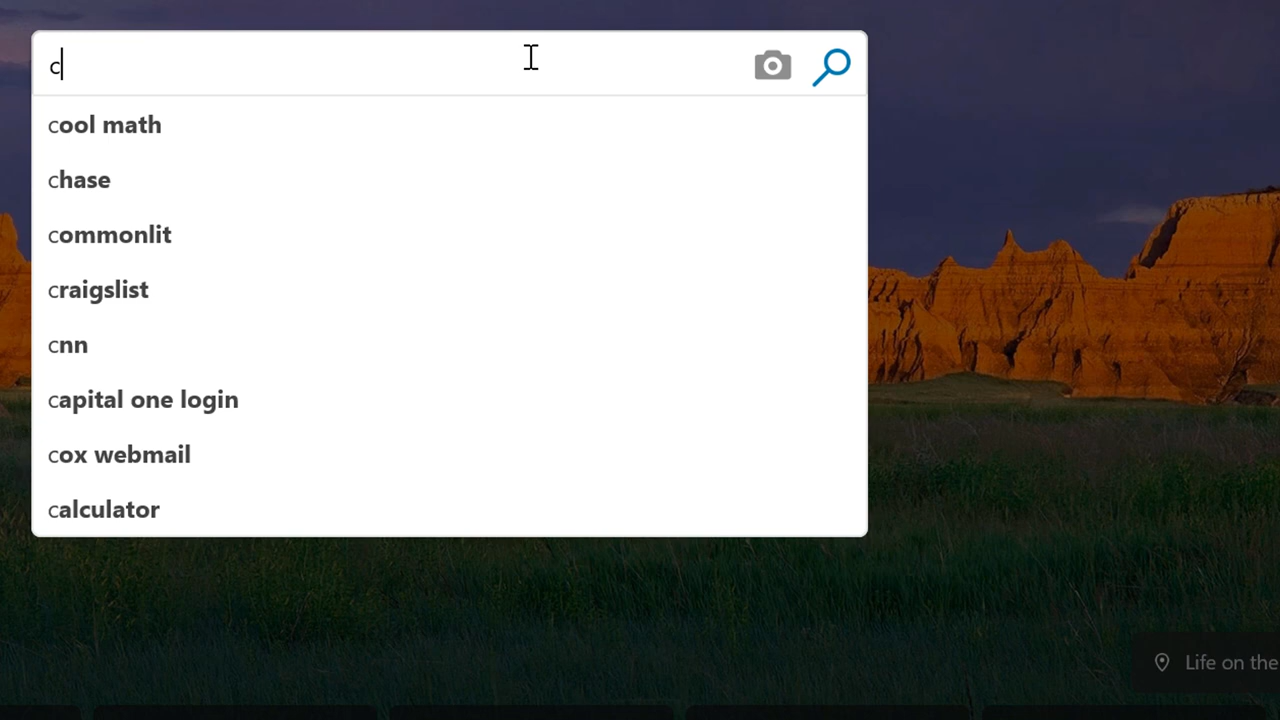 c
cool math
chase
commonlit
craigslist
cnn
capital one login
cox webmail
calculator
Life on the